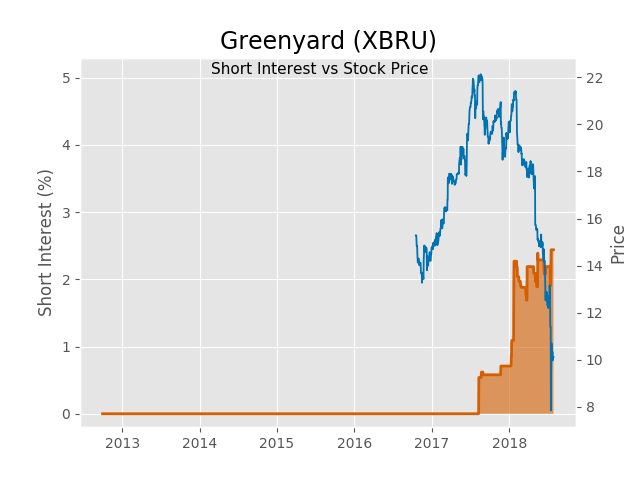 Greenyard (XBRU)
Short Interest vs Stock Price
Short Interest (%)
5
4
3
2
1
0
22
20
18
16
14
12
10
8
Price
2013 2014 2015 2016 2017 2018